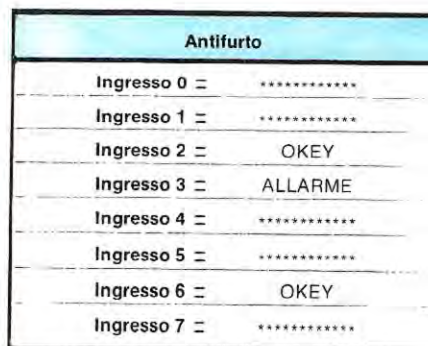 Antifurto
Ingresso 0 = ************
Ingresso 1 = ************
Ingresso 2 = OKEY
Ingresso 3 = ALLARME
Ingresso 4 = ************
Ingresso 5 = ************
Ingresso 6 = OKEY
Ingresso 7 = ************